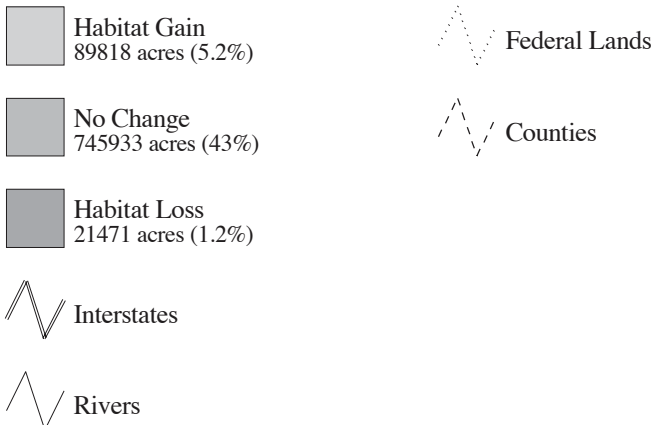 Habitat Gain
89818 acres (5.2%)
No Change
745933 acres (43%)
Habitat Loss
21471 acres (1.2%)
Interstates
Rivers
Federal Lands
Counties